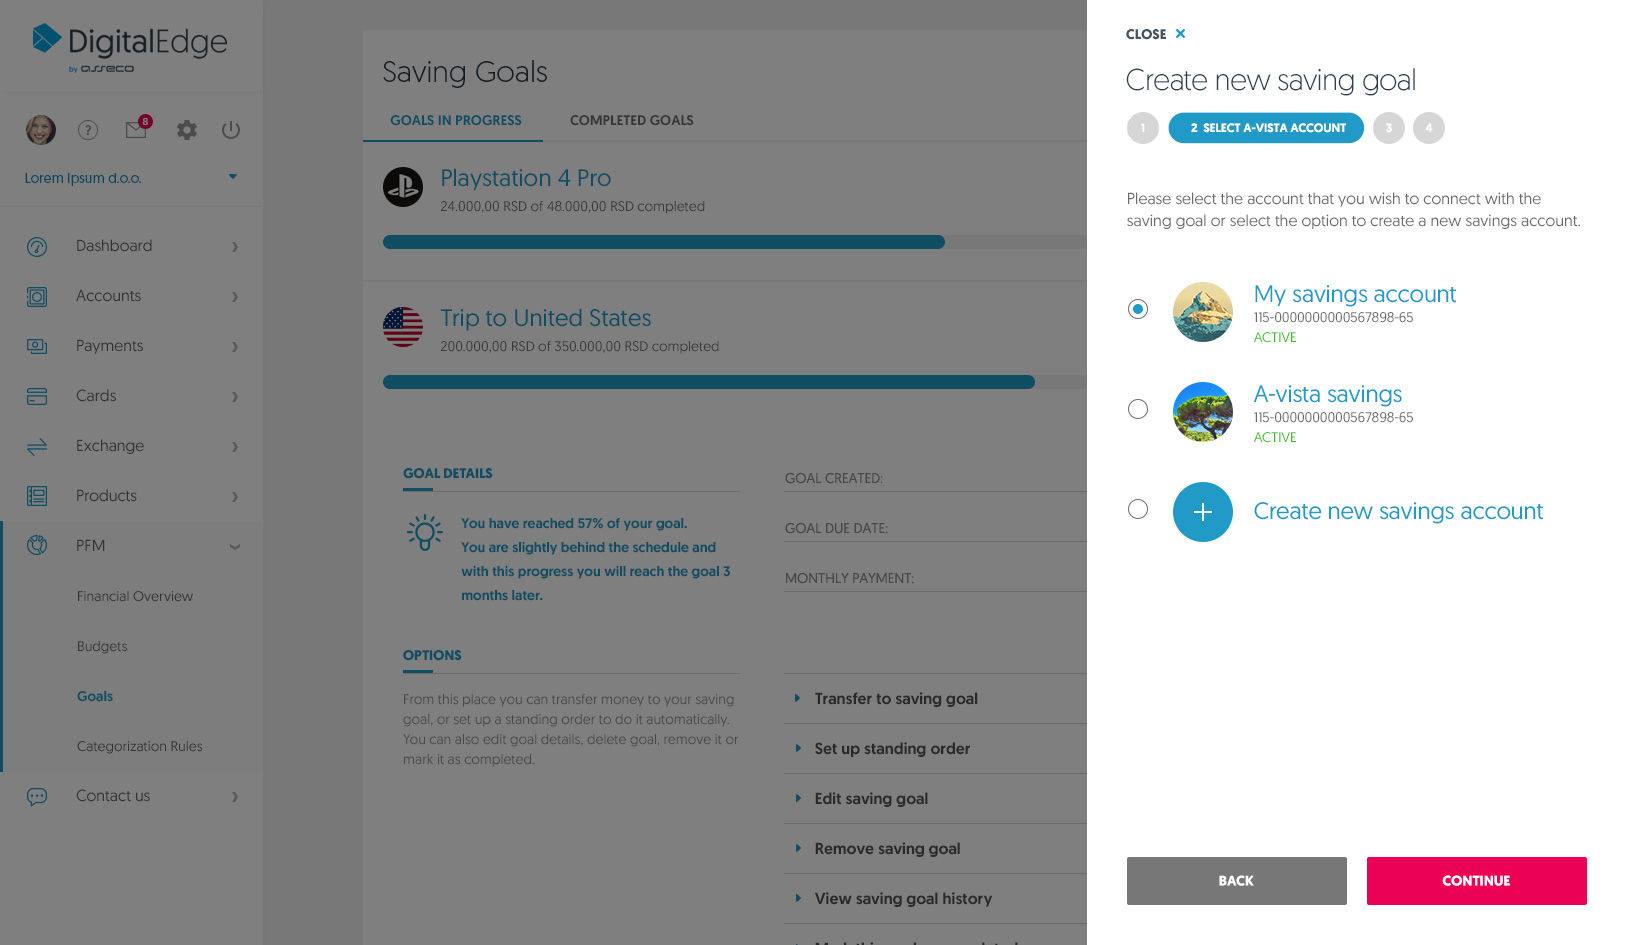 DigitalEdge
by asseco
8
Lorem Ipsum d.o.o.
Dashboard
Accounts
Payments
Cards
Exchange
Products
PFM
Financial Overview
Budgets
Goals
Categorization Rules
Contact us
Saving Goals
GOALS IN PROGRESS
COMPLETED GOALS
Playstation 4 Pro
24.000,00 RSD of 48.000,00 RSD completed
Trip to United States
200.000,00 RSD of 350.000,00 RSD completed
GOAL DETAILS
You have reached 57% of your goal.
You are slightly behind the schedule and
with this progress you will reach the goal 3
months later.
GOAL CREATED:
GOAL DUE DATE:
MONTHLY PAYMENT:
OPTIONS
From this place you can transfer money to your saving
goal, or set up a standing order to do it automatically.
You can also edit goal details, delete goal, remove it or
mark it as completed.
Transfer to saving goal
Set up standing order
Edit saving goal
Remove saving goal
View saving goal history
CLOSE
Create new saving goal
1
2 SELECT A-VISTA ACCOUNT
3
4
Please select the account that you wish to connect with the
saving goal or select the option to create a new savings account.
My savings account
115-0000000000567898-65
ACTIVE
A-vista savings
115-0000000000567898-65
ACTIVE
Create new savings account
BACK
CONTINUE